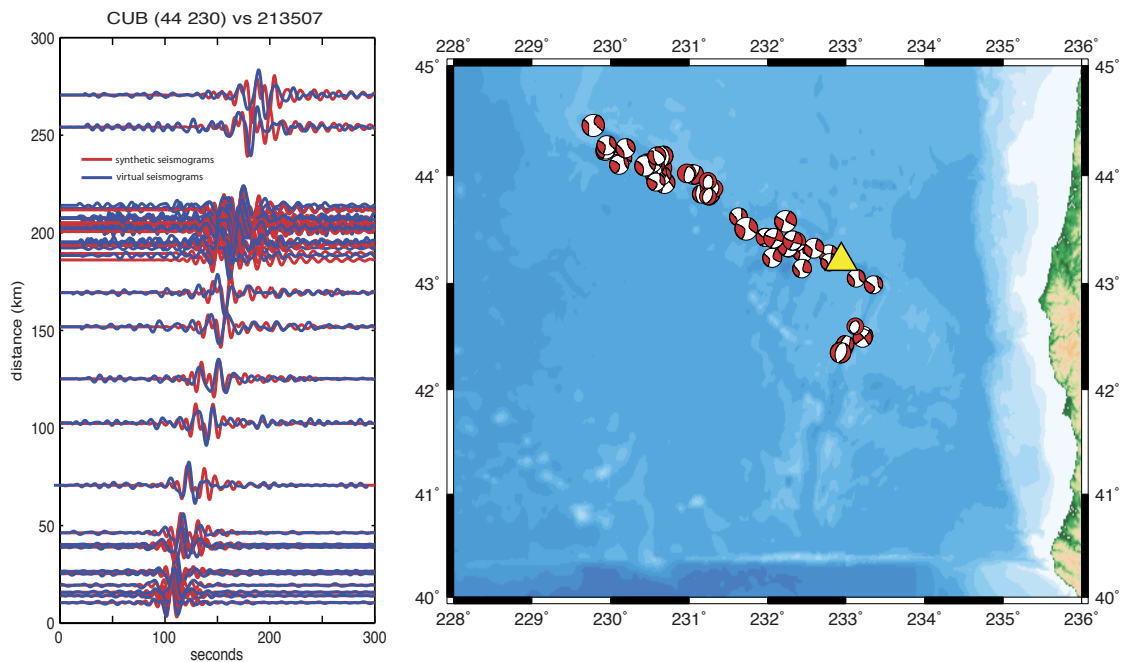 CUB (44 230) vs 213507
300
250
200
150
100
50
0
distance (km)
synthetic seismograms
virtual seismograms
0 100 200 300
seconds
228˚ 229˚ 230˚ 231˚ 232˚ 233˚ 234˚ 235˚ 236˚
45˚ 45˚
44˚ 44˚
43˚ 43˚
42˚ 42˚
41˚ 41˚
40˚ 40˚
228˚ 229˚ 230˚ 231˚ 232˚ 233˚ 234˚ 235˚ 236˚